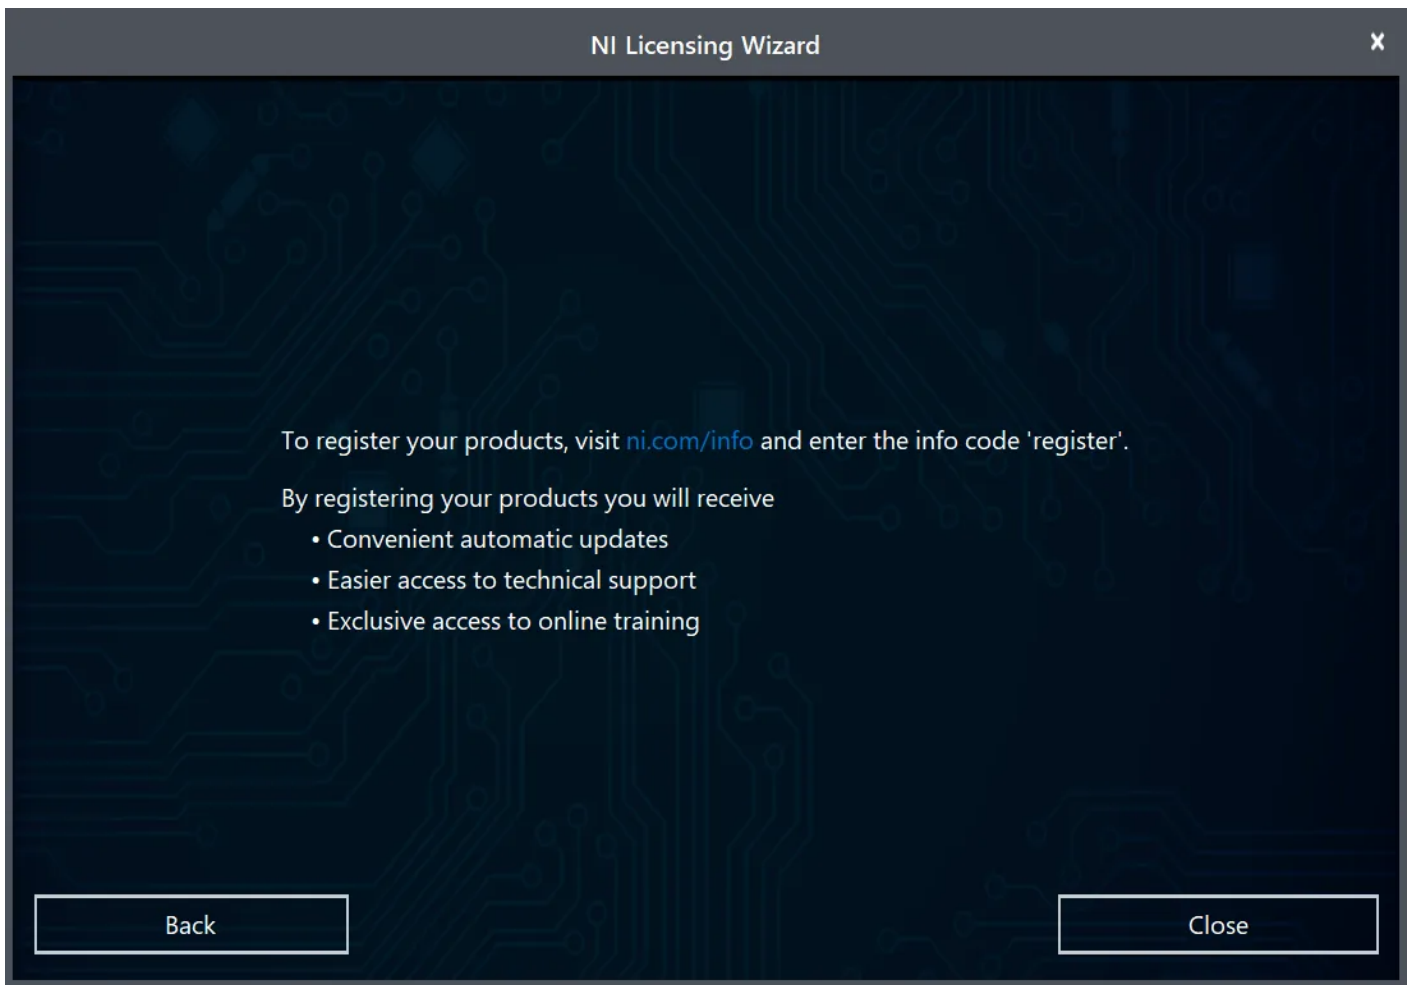 NI Licensing Wizard
x
To register your products, visit ni.com/info and enter the info code 'register'.
By registering your products you will receive
• Convenient automatic updates
• Easier access to technical support
• Exclusive access to online training
Back
Close